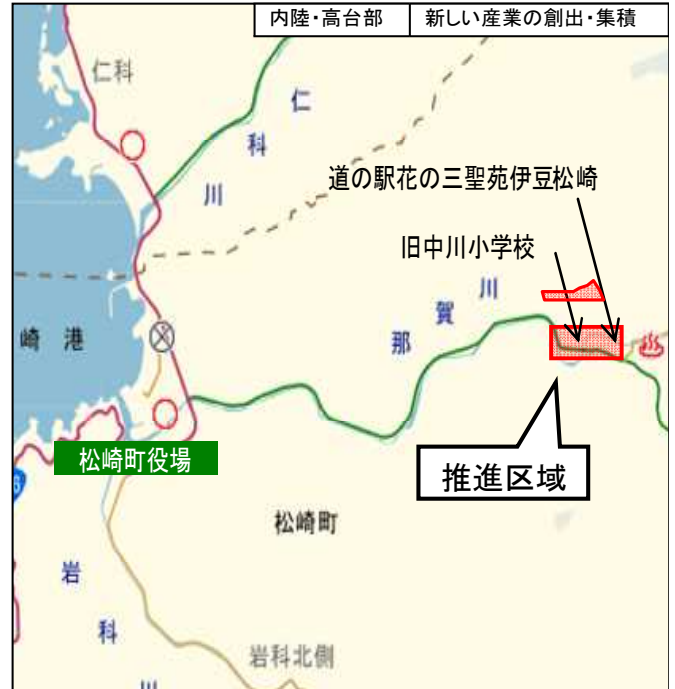 内陸・高台部 新しい産業の創出・集積
仁科
仁科川
道の駅花の三聖苑伊豆松崎
旧中川小学校
那賀川
崎港
松崎町役場
推進区域
松崎町
岩科川
岩科北側